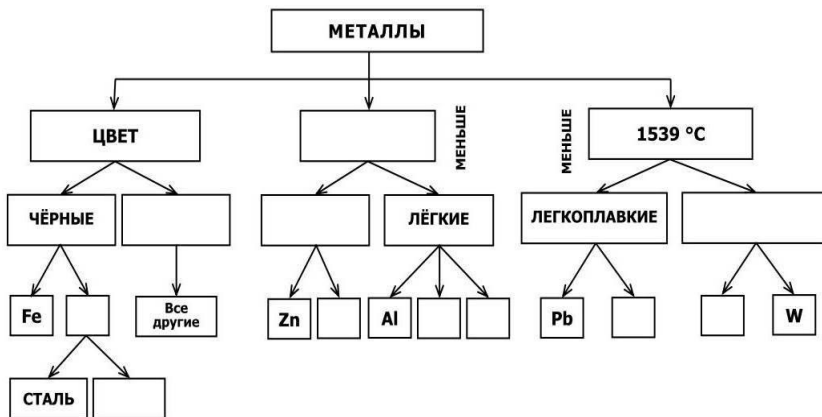 МЕТАЛЛЫ
ЦВЕТ
МЕНЬШЕ
МЕНЬШЕ
1539 °C
ЧЁРНЫЕ
ЛЁГКИЕ
ЛЕГКОПЛАВКИЕ
Fe
Все
другие
Zn
Al
Pb
W
СТАЛЬ